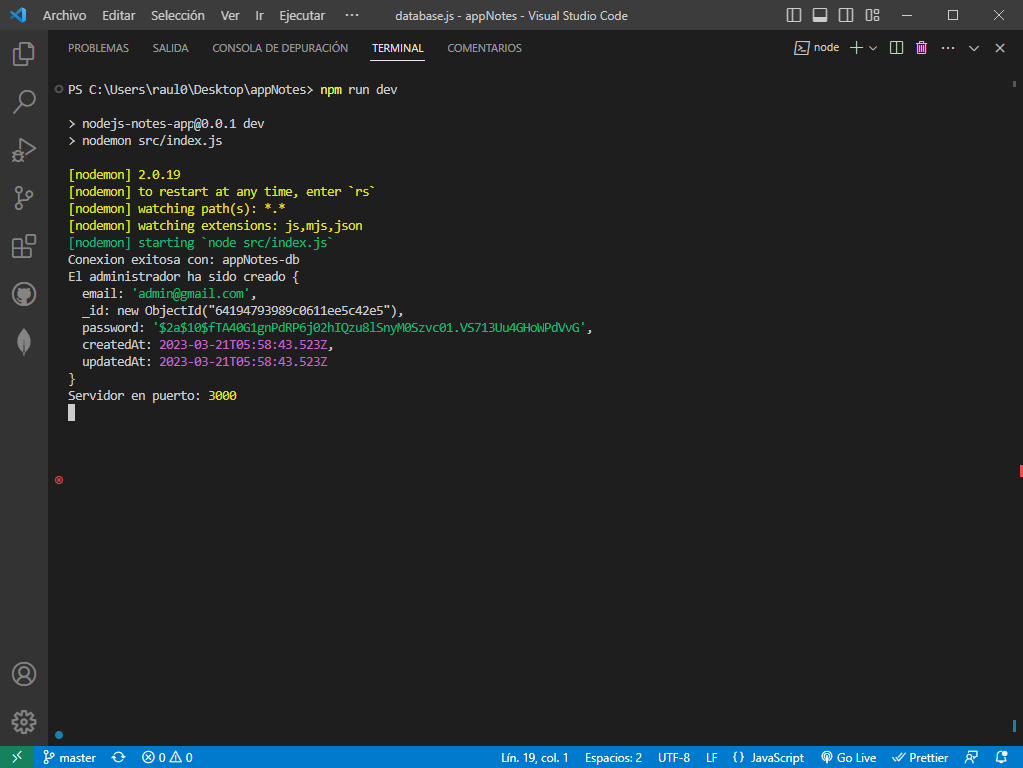 Archivo Editar Selección Ver Ir Ejecutar ··· database.js - appNotes - Visual Studio Code
PROBLEMAS SALIDA CONSOLA DE DEPURACIÓN TERMINAL COMENTARIOS node
PS C:\Users\raul0\Desktop\appNotes> npm run dev
> nodejs-notes-app@0.0.1 dev
> nodemon src/index.js
[nodemon] 2.0.19
[nodemon] to restart at any time, enter `rs`
[nodemon] watching path(s): *.*
[nodemon] watching extensions: js,mjs,json
[nodemon] starting `node src/index.js`
Conexion exitosa con: appNotes-db
El administrador ha sido creado {
  email: 'admin@gmail.com',
  _id: new ObjectId("64194793989c0611ee5c42e5"),
  password: '$2a$10$fTA40G1gnPdRP6j02hIQzu8lSnyM0Szvc01.VS713Uu4GHoWPdVvG',
  createdAt: 2023-03-21T05:58:43.523Z,
  updatedAt: 2023-03-21T05:58:43.523Z
}
Servidor en puerto: 3000
master 0 0 Lín. 19, col. 1 Espacios: 2 UTF-8 LF {} JavaScript Go Live Prettier